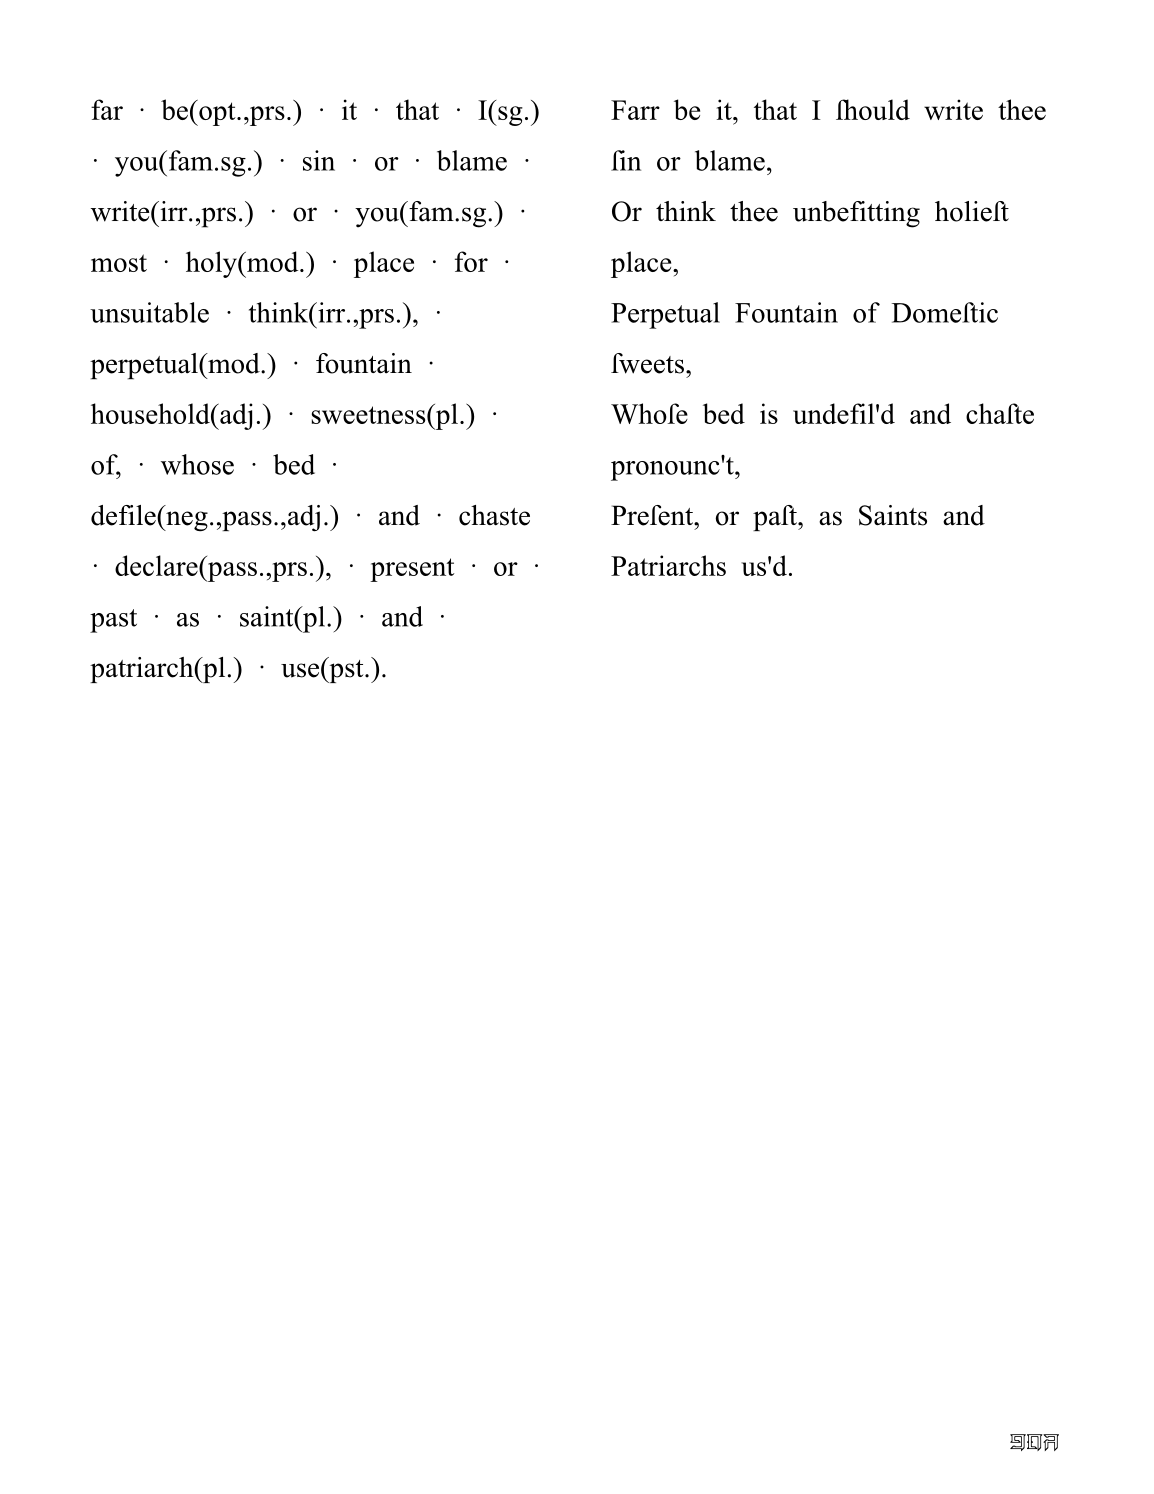 far · be(opt.,prs.) · it · that · I(sg.)
· you(fam.sg.) · sin · or · blame ·
write(irr.,prs.) · or · you(fam.sg.) ·
most · holy(mod.) · place · for ·
unsuitable · think(irr.,prs.), ·
perpetual(mod.) · fountain ·
household(adj.) · sweetness(pl.) ·
of, · whose · bed ·
defile(neg.,pass.,adj.) · and · chaste
· declare(pass.,prs.), · present · or ·
past · as · saint(pl.) · and ·
patriarch(pl.) · use(pst.).
Farr be it, that I ſhould write thee
ſin or blame,
Or think thee unbefitting holieſt
place,
Perpetual Fountain of Domeſtic
ſweets,
Whoſe bed is undefil'd and chaſte
pronounc't,
Preſent, or paſt, as Saints and
Patriarchs us'd.